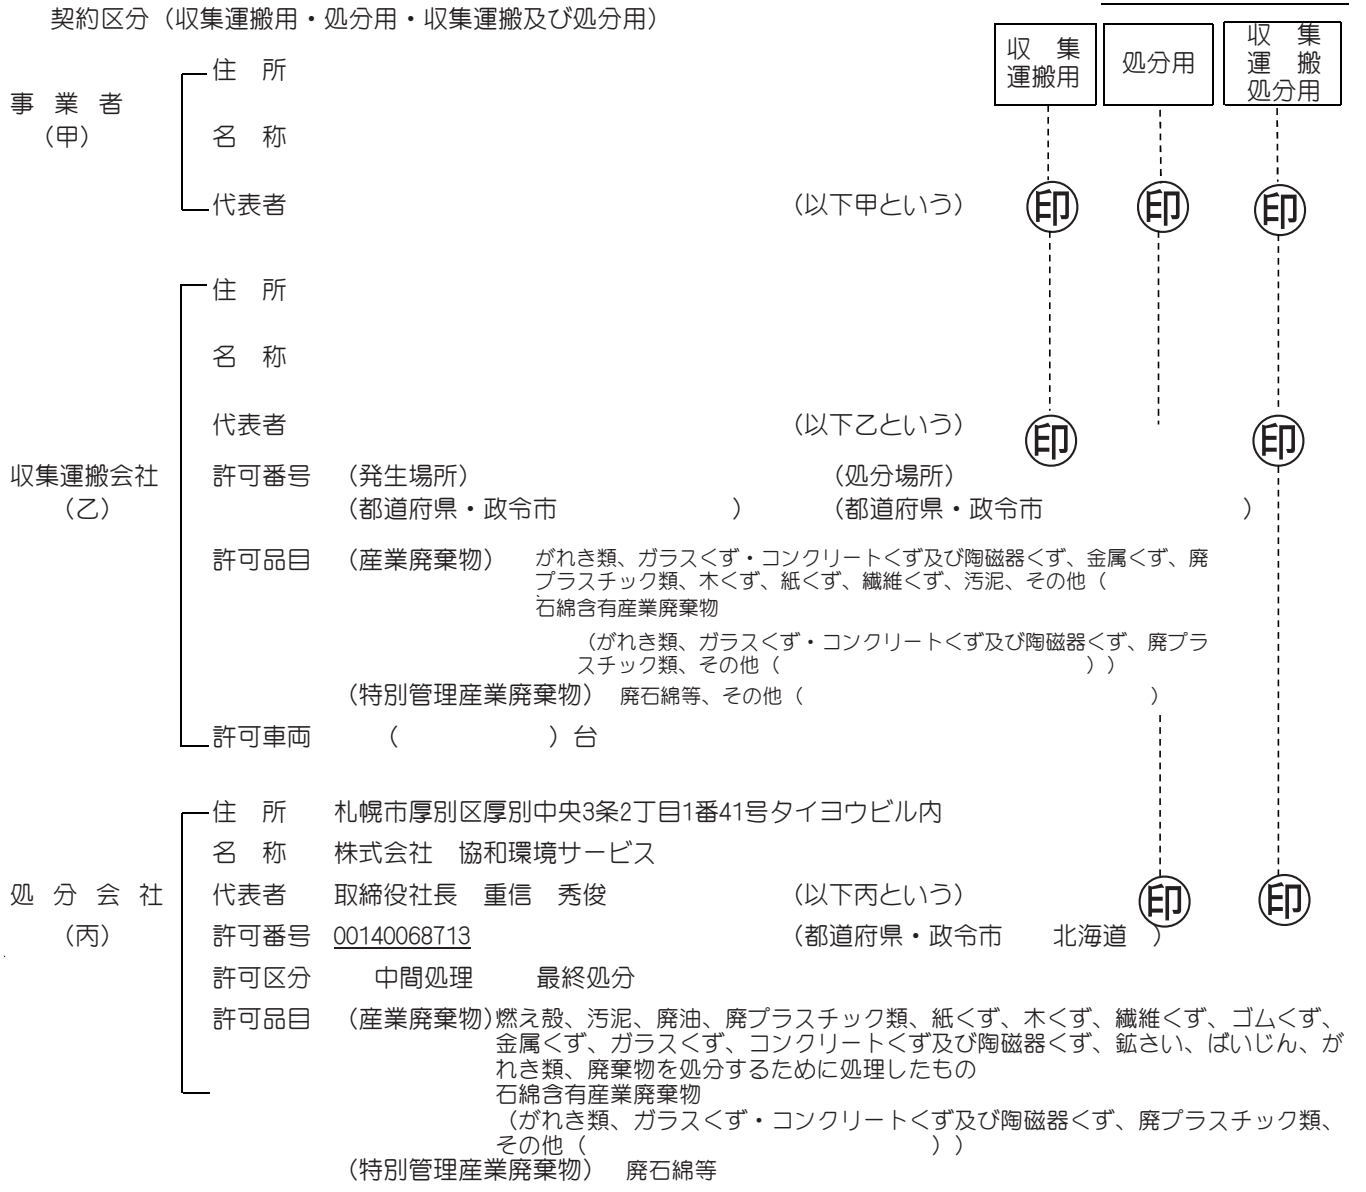 契約区分（収集運搬用・処分用・収集運搬及び処分用）
収　集
運搬用
処分用
収　集
運　搬
処分用
事　業　者
（甲）
住　所
名　称
代表者　（以下甲という）　印　印　印
収集運搬会社
（乙）
住　所
名　称
代表者　（以下乙という）　印　印
許可番号　（発生場所）　（処分場所）
（都道府県・政令市　　　　）　（都道府県・政令市　　　　）
許可品目　（産業廃棄物）　がれき類、ガラスくず・コンクリートくず及び陶磁器くず、金属くず、廃
プラスチック類、木くず、紙くず、繊維くず、汚泥、その他（
石綿含有産業廃棄物
（がれき類、ガラスくず・コンクリートくず及び陶磁器くず、廃プラ
スチック類、その他（　　　　））
（特別管理産業廃棄物）　廃石綿等、その他（　　　　）
許可車両　（　　　　）台
処　分　会　社
（丙）
住　所　札幌市厚別区厚別中央3条2丁目1番41号タイヨウビル内
名　称　株式会社　協和環境サービス
代表者　取締役社長　重信　秀俊　（以下丙という）　印　印
許可番号　00140068713　（都道府県・政令市　北海道　）
許可区分　中間処理　最終処分
許可品目　（産業廃棄物）燃え殻、汚泥、廃油、廃プラスチック類、紙くず、木くず、繊維くず、ゴムくず、
金属くず、ガラスくず、コンクリートくず及び陶磁器くず、鉱さい、ばいじん、が
れき類、廃棄物を処分するために処理したもの
石綿含有産業廃棄物
（がれき類、ガラスくず・コンクリートくず及び陶磁器くず、廃プラスチック類、
その他（　　　　））
（特別管理産業廃棄物）　廃石綿等